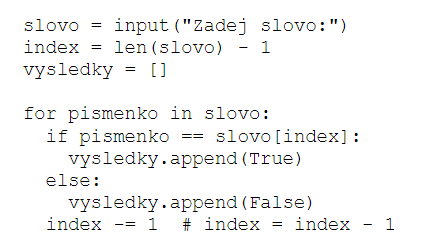 slovo = input("Zadej slovo:")
index = len(slovo) - 1
vysledky = []

for pismenko in slovo:
  if pismenko == slovo[index]:
    vysledky.append(True)
  else:
    vysledky.append(False)
  index -= 1  # index = index - 1